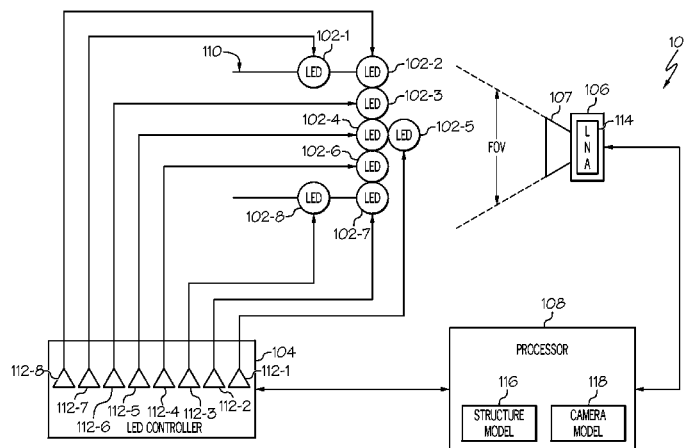 10
110
102-1
LED
LED
102-2
LED
102-3
102-4
LED
LED
102-5
102-6
LED
LED
LED
102-8
102-7
FOV
107
106
114
LNA
108
PROCESSOR
116
118
STRUCTURE
MODEL
CAMERA
MODEL
104
112-8
112-7
112-6
112-5
112-4
112-3
112-2
112-1
LED CONTROLLER